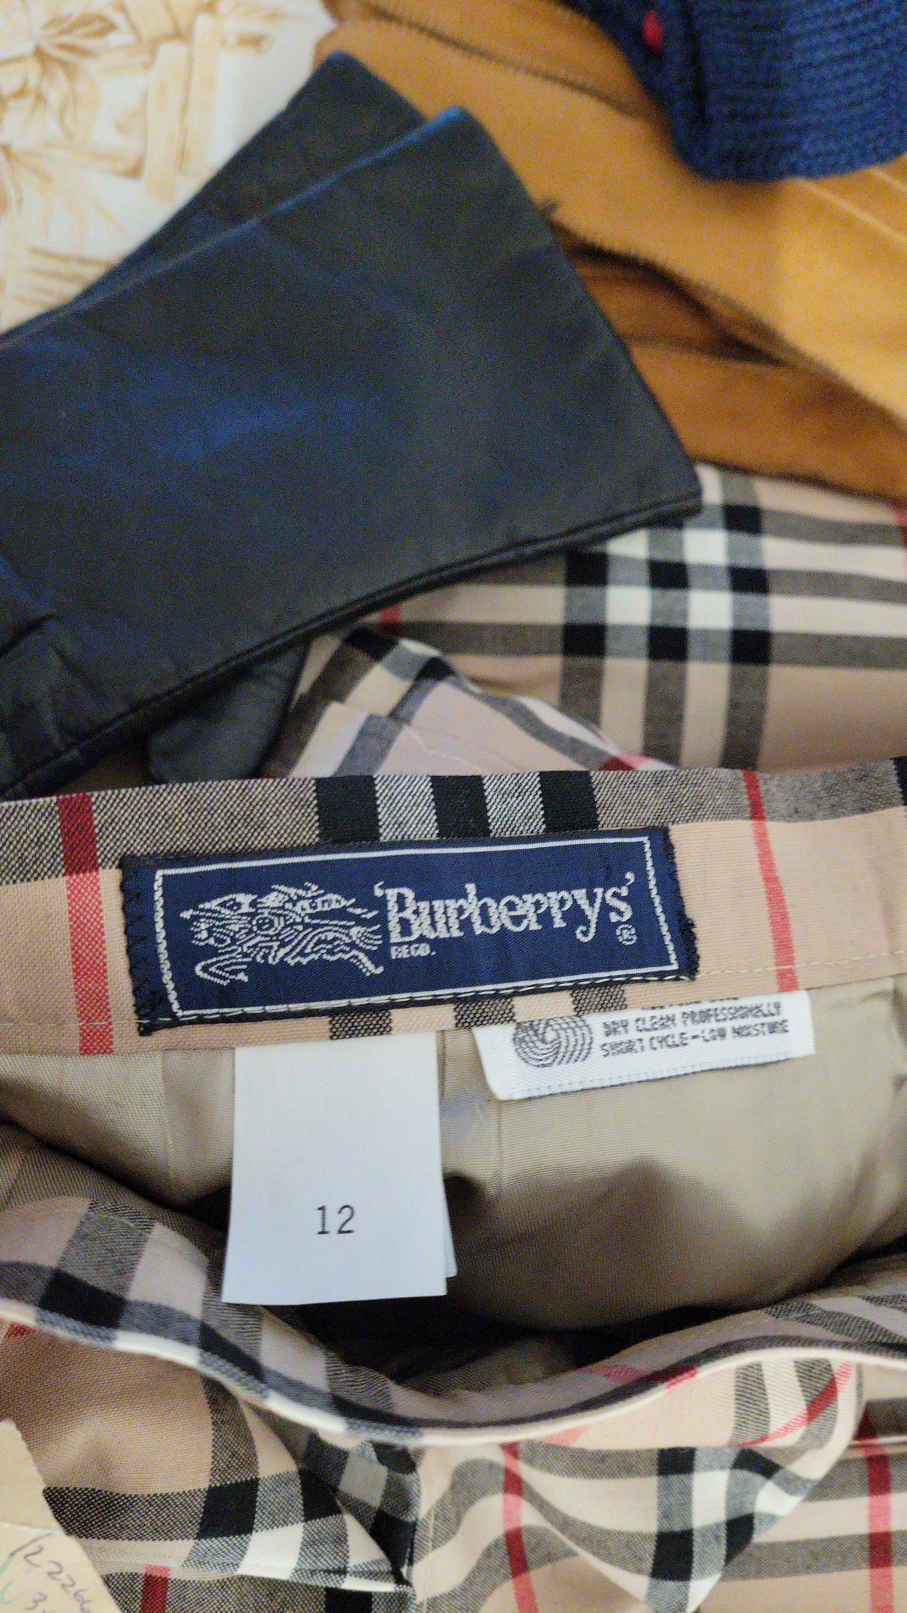 'Burberrys'
REGD. ®
DRY CLEAN PROFESSIONALLY
SHORT CYCLE–LOW MOISTURE
12